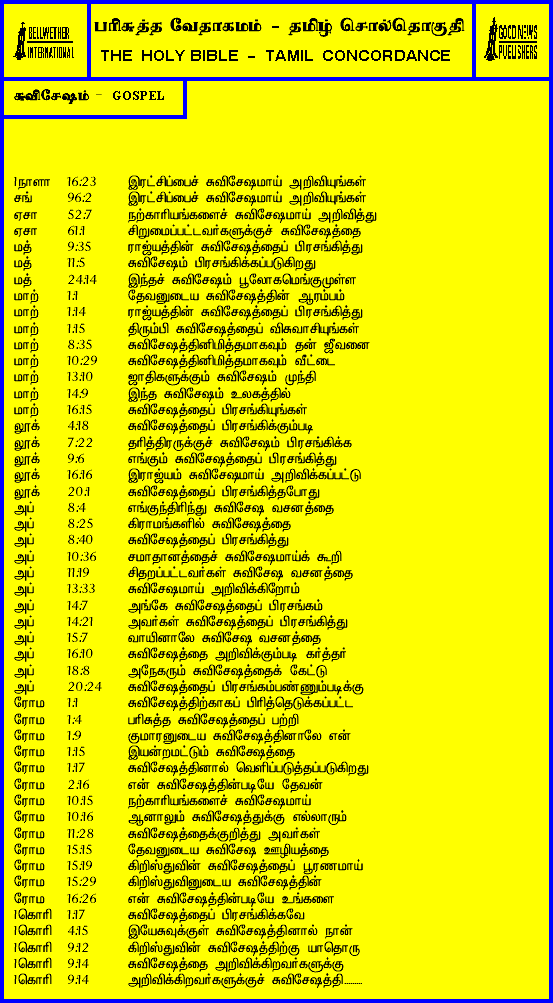 BELLWETHER
INTERNATIONAL
பரிசுத்த வேதாகமம் - தமிழ் சொல்தொகுதி
THE HOLY BIBLE - TAMIL CONCORDANCE
GOOD NEWS
PUBLISHERS
சுவிசேஷம் - GOSPEL
1நாளா 16:23 இரட்சிப்பைச் சுவிசேஷமாய் அறிவியுங்கள்
சங் 96:2 இரட்சிப்பைச் சுவிசேஷமாய் அறிவியுங்கள்
ஏசா 52:7 நற்காரியங்களைச் சுவிசேஷமாய் அறிவித்து
ஏசா 61:1 சிறுமைப்பட்டவர்களுக்குச் சுவிசேஷத்தை
மத் 9:35 ராஜ்யத்தின் சுவிசேஷத்தைப் பிரசங்கித்து
மத் 11:5 சுவிசேஷம் பிரசங்கிக்கப்படுகிறது
மத் 24:14 இந்தச் சுவிசேஷம் பூலோகமெங்குமுள்ள
மாற் 1:1 தேவனுடைய சுவிசேஷத்தின் ஆரம்பம்
மாற் 1:14 ராஜ்யத்தின் சுவிசேஷத்தைப் பிரசங்கித்து
மாற் 1:15 திரும்பி சுவிசேஷத்தைப் விசுவாசியுங்கள்
மாற் 8:35 சுவிசேஷத்தினிமித்தமாகவும் தன் ஜீவனை
மாற் 10:29 சுவிசேஷத்தினிமித்தமாகவும் வீட்டை
மாற் 13:10 ஜாதிகளுக்கும் சுவிசேஷம் முந்தி
மாற் 14:9 இந்த சுவிசேஷம் உலகத்தில்
மாற் 16:15 சுவிசேஷத்தைப் பிரசங்கியுங்கள்
லூக் 4:18 சுவிசேஷத்தைப் பிரசங்கிக்கும்படி
லூக் 7:22 தரித்திரருக்குச் சுவிசேஷம் பிரசங்கிக்க
லூக் 9:6 எங்கும் சுவிசேஷத்தைப் பிரசங்கித்து
லூக் 16:16 இராஜ்யம் சுவிசேஷமாய் அறிவிக்கப்பட்டு
லூக் 20:1 சுவிசேஷத்தைப் பிரசங்கித்தபோது
அப் 8:4 எங்குந்திரிந்து சுவிசேஷ வசனத்தை
அப் 8:25 கிராமங்களில் சுவிசேஷத்தை
அப் 8:40 சுவிசேஷத்தைப் பிரசங்கித்து
அப் 10:36 சமாதானத்தைச் சுவிசேஷமாய்க் கூறி
அப் 11:19 சிதறப்பட்டவர்கள் சுவிசேஷ வசனத்தை
அப் 13:33 சுவிசேஷமாய் அறிவிக்கிறோம்
அப் 14:7 அங்கே சுவிசேஷத்தைப் பிரசங்கம்
அப் 14:21 அவர்கள் சுவிசேஷத்தைப் பிரசங்கித்து
அப் 15:7 வாயினாலே சுவிசேஷ வசனத்தை
அப் 16:10 சுவிசேஷத்தை அறிவிக்கும்படி கர்த்தர்
அப் 18:8 அநேகரும் சுவிசேஷத்தைக் கேட்டு
அப் 20:24 சுவிசேஷத்தைப் பிரசங்கம்பண்ணும்படிக்கு
ரோம 1:1 சுவிசேஷத்திற்காகப் பிரித்தெடுக்கப்பட்ட
ரோம 1:4 பரிசுத்த சுவிசேஷத்தைப் பற்றி
ரோம 1:9 குமாரனுடைய சுவிசேஷத்தினாலே என்
ரோம 1:15 இயன்றமட்டும் சுவிசேஷத்தை
ரோம 1:17 சுவிசேஷத்தினால் வெளிப்படுத்தப்படுகிறது
ரோம 2:16 என் சுவிசேஷத்தின்படியே தேவன்
ரோம 10:15 நற்காரியங்களைச் சுவிசேஷமாய்
ரோம 10:16 ஆனாலும் சுவிசேஷத்துக்கு எல்லாரும்
ரோம 11:28 சுவிசேஷத்தைக்குறித்து அவர்கள்
ரோம 15:15 தேவனுடைய சுவிசேஷ ஊழியத்தை
ரோம 15:19 கிறிஸ்துவின் சுவிசேஷத்தைப் பூரணமாய்
ரோம 15:29 கிறிஸ்துவினுடைய சுவிசேஷத்தின்
ரோம 16:26 என் சுவிசேஷத்தின்படியே உங்களை
1கொரி 1:17 சுவிசேஷத்தைப் பிரசங்கிக்கவே
1கொரி 4:15 இயேசுவுக்குள் சுவிசேஷத்தினால் நான்
1கொரி 9:12 கிறிஸ்துவின் சுவிசேஷத்திற்கு யாதொரு
1கொரி 9:14 சுவிசேஷத்தை அறிவிக்கிறவர்களுக்கு
1கொரி 9:14 அறிவிக்கிறவர்களுக்குச் சுவிசேஷத்தி.........